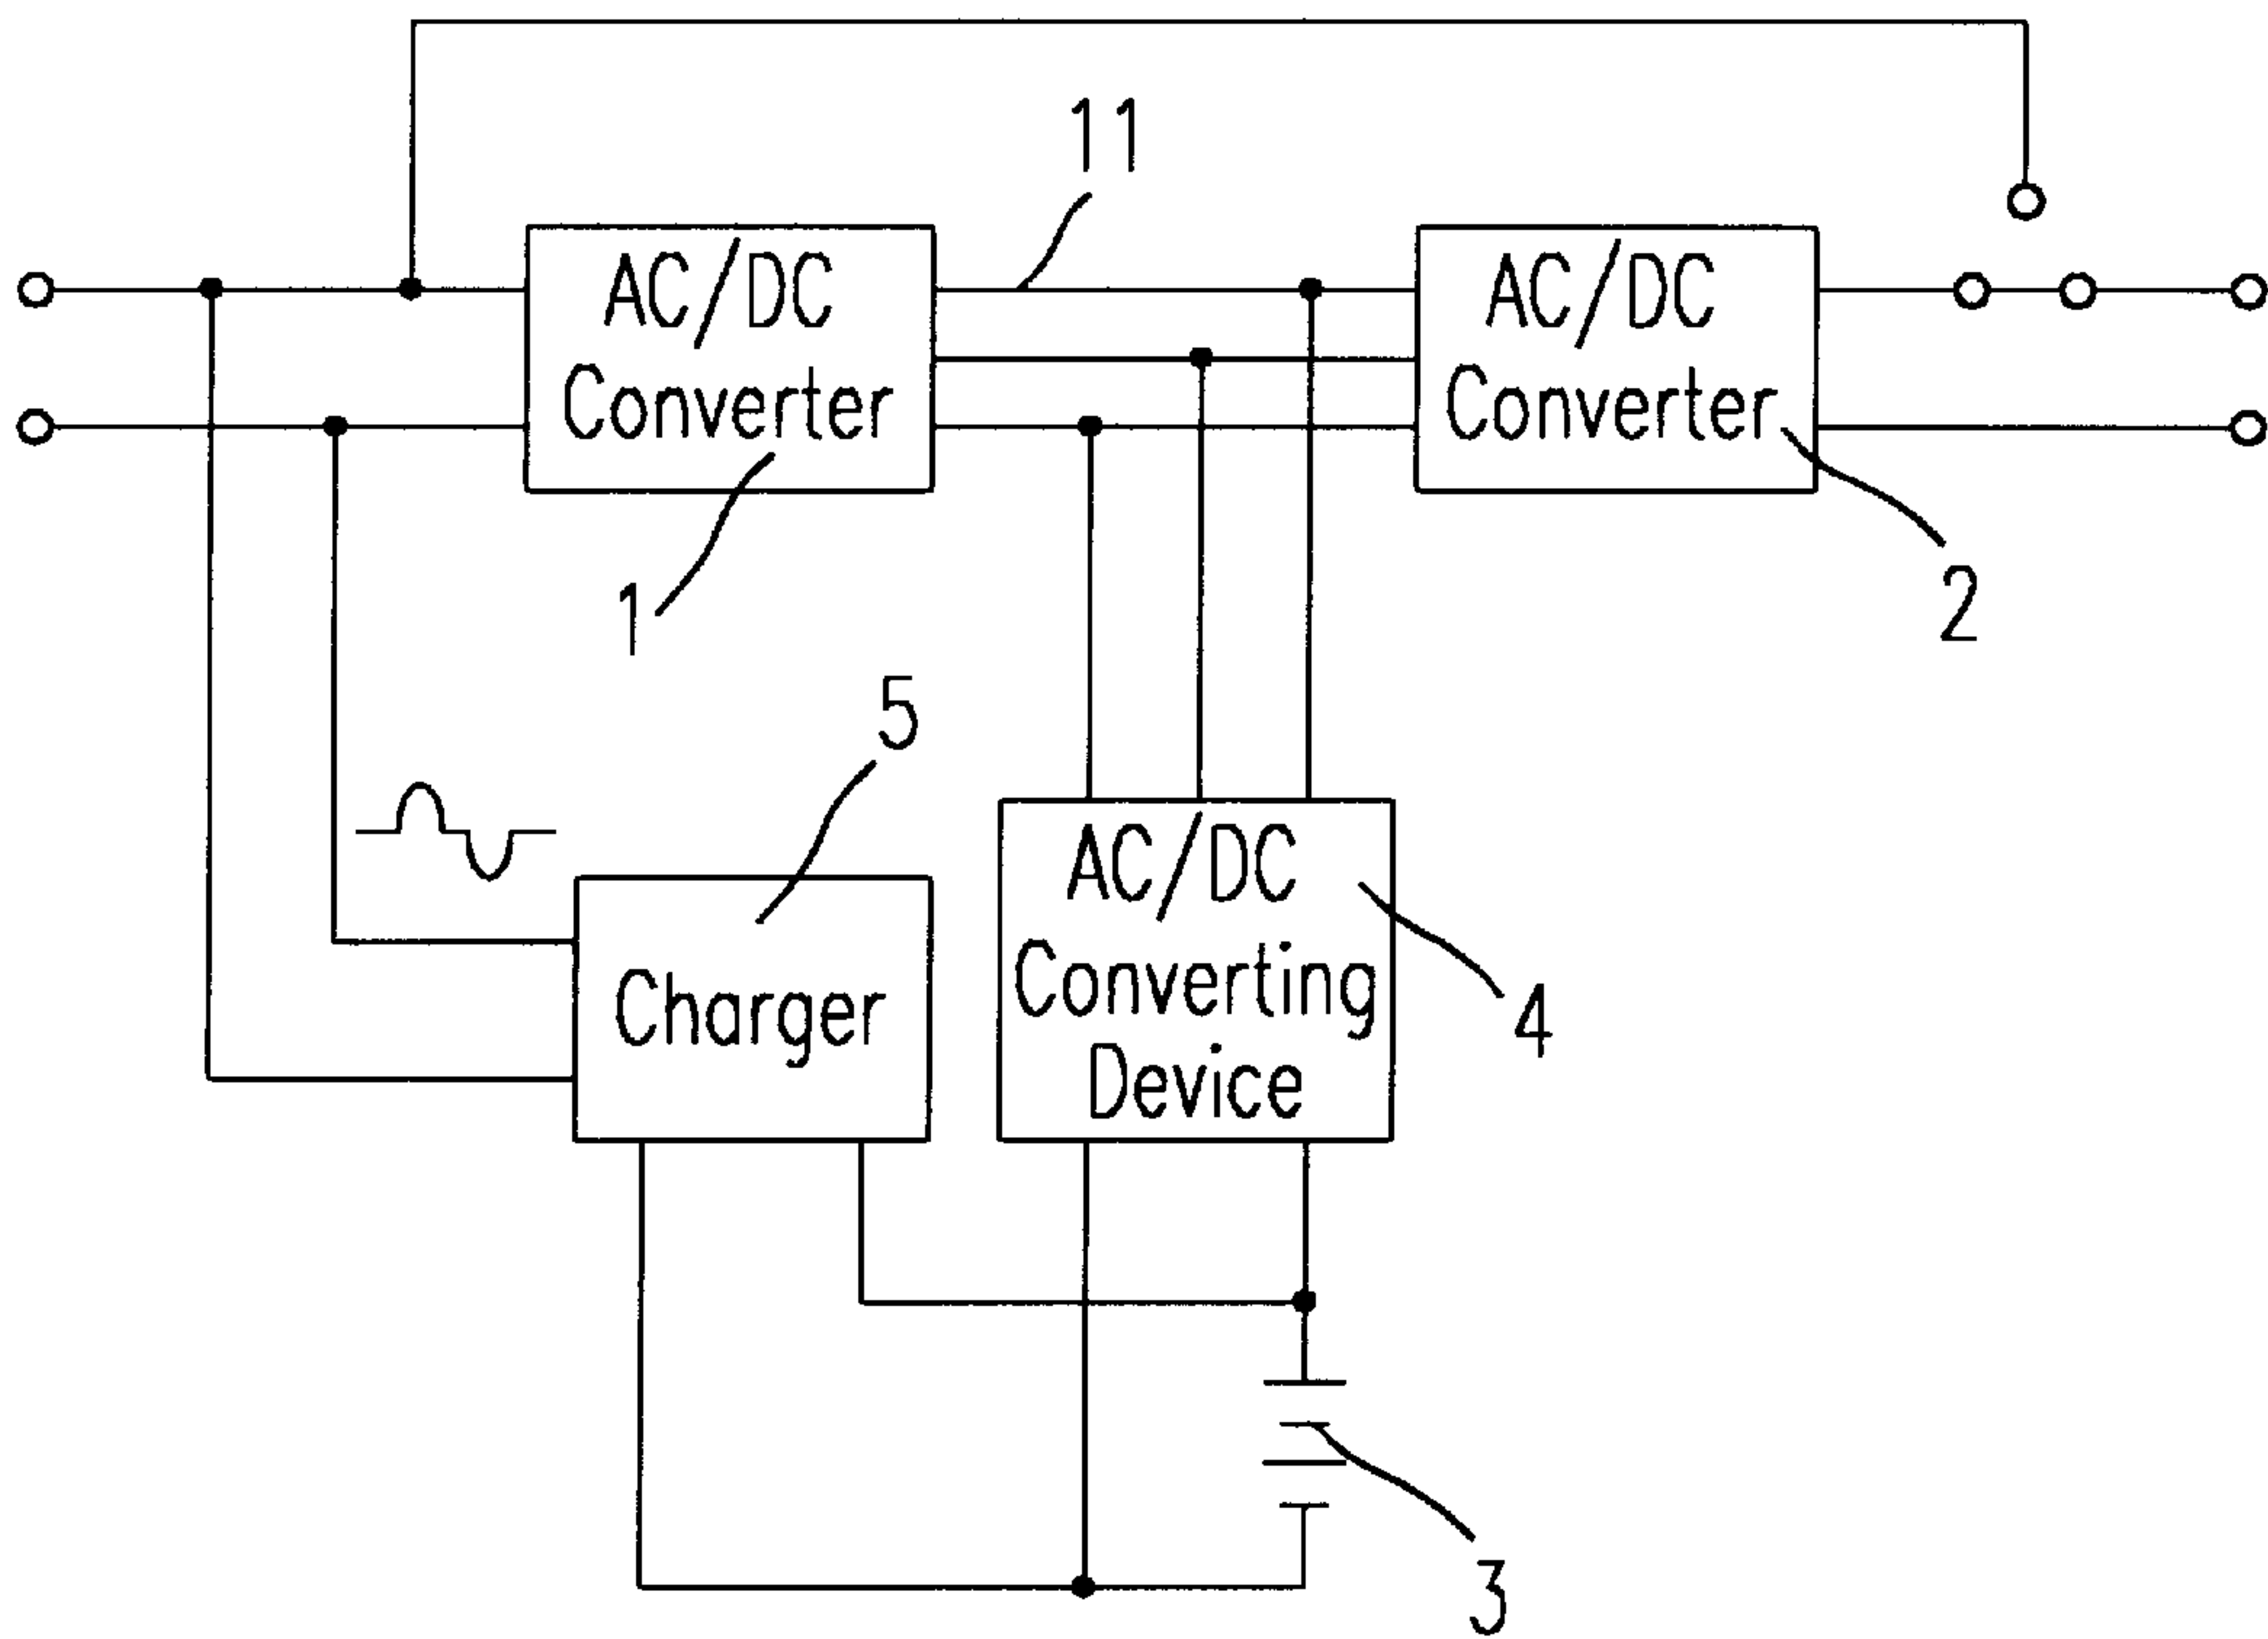 11
AC/DC
Converter
AC/DC
Converter
1
2
5
AC/DC
Converting
Device
4
Charger
3